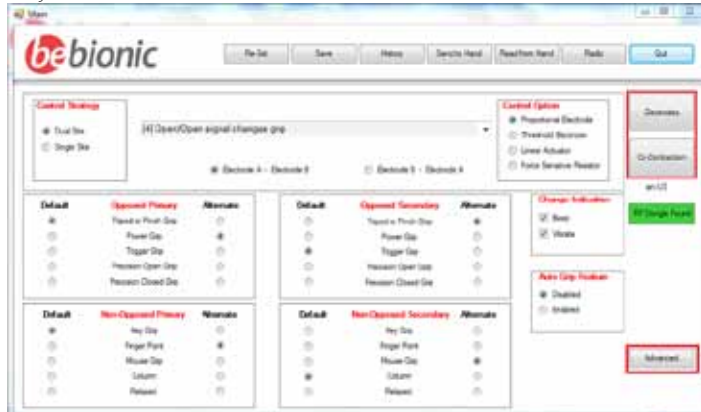 Main
bebionic
Re-Set
Save
History
Send to Hand
Read from Hand
Radio
Quit
Control Strategy
Dual Site
Single Site
[4] Open/Open signal changes grip
Electrode A - Electrode B
Electrode B - Electrode A
Control Option
Proportional Electrode
Threshold Electrode
Linear Actuator
Force Sensitive Resistor
Co-Contraction
en-US
RF Dongle Found
Default Opposed Primary Alternate
Tripod or Pinch Grip
Power Grip
Trigger Grip
Precision Open Grip
Precision Closed Grip
Default Opposed Secondary Alternate
Tripod or Pinch Grip
Power Grip
Trigger Grip
Precision Open Grip
Precision Closed Grip
Change Indication
Beep
Vibrate
Auto Grip Feature
Disabled
Enabled
Default Non-Opposed Primary Alternate
Key Grip
Finger Point
Mouse Grip
Column
Relaxed
Default Non-Opposed Secondary Alternate
Key Grip
Finger Point
Mouse Grip
Column
Relaxed
Advanced